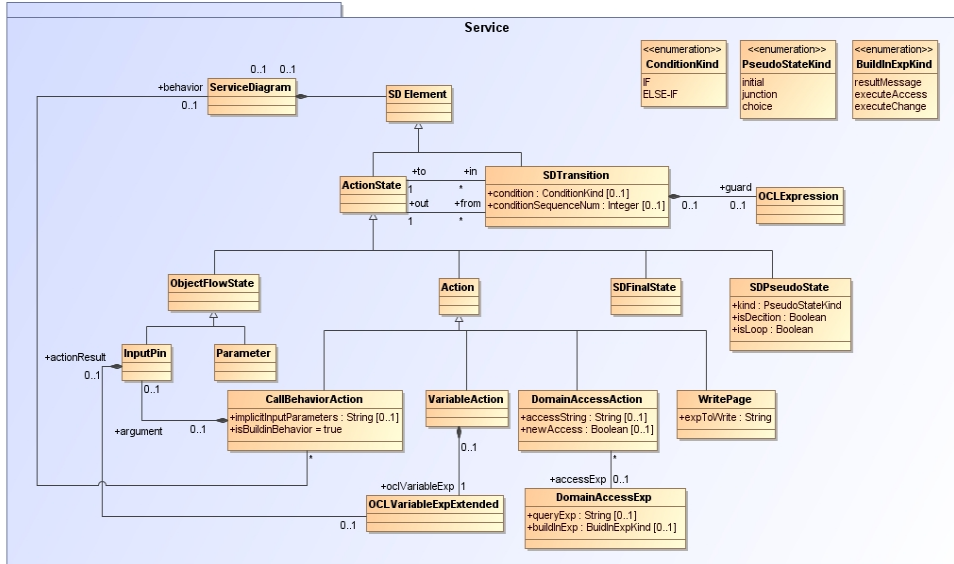 Service
<<enumeration>>
ConditionKind
IF
ELSE-IF
<<enumeration>>
PseudoStateKind
initial
junction
choice
<<enumeration>>
BuildInExpKind
resultMessage
executeAccess
executeChange
0..1 0..1
+behavior
0..1
ServiceDiagram
SD Element
ActionState
+to
1
+in
*
+out
1
+from
*
SDTransition
+condition : ConditionKind [0..1]
+conditionSequenceNum : Integer [0..1]
0..1
+guard
0..1
OCLExpression
ObjectFlowState
Action
SDFinalState
SDPseudoState
+kind : PseudoStateKind
+isDecition : Boolean
+isLoop : Boolean
+actionResult
0..1
InputPin
Parameter
0..1
+argument
0..1
CallBehaviorAction
+implicitInputParameters : String [0..1]
+isBuildinBehavior = true
*
VariableAction
0..1
+oclVariableExp
1
DomainAccessAction
+accessString : String [0..1]
+newAccess : Boolean [0..1]
*
+accessExp
0..1
WritePage
+expToWrite : String
OCLVariableExpExtended
0..1
DomainAccessExp
+queryExp : String [0..1]
+buildInExp : BuidInExpKind [0..1]